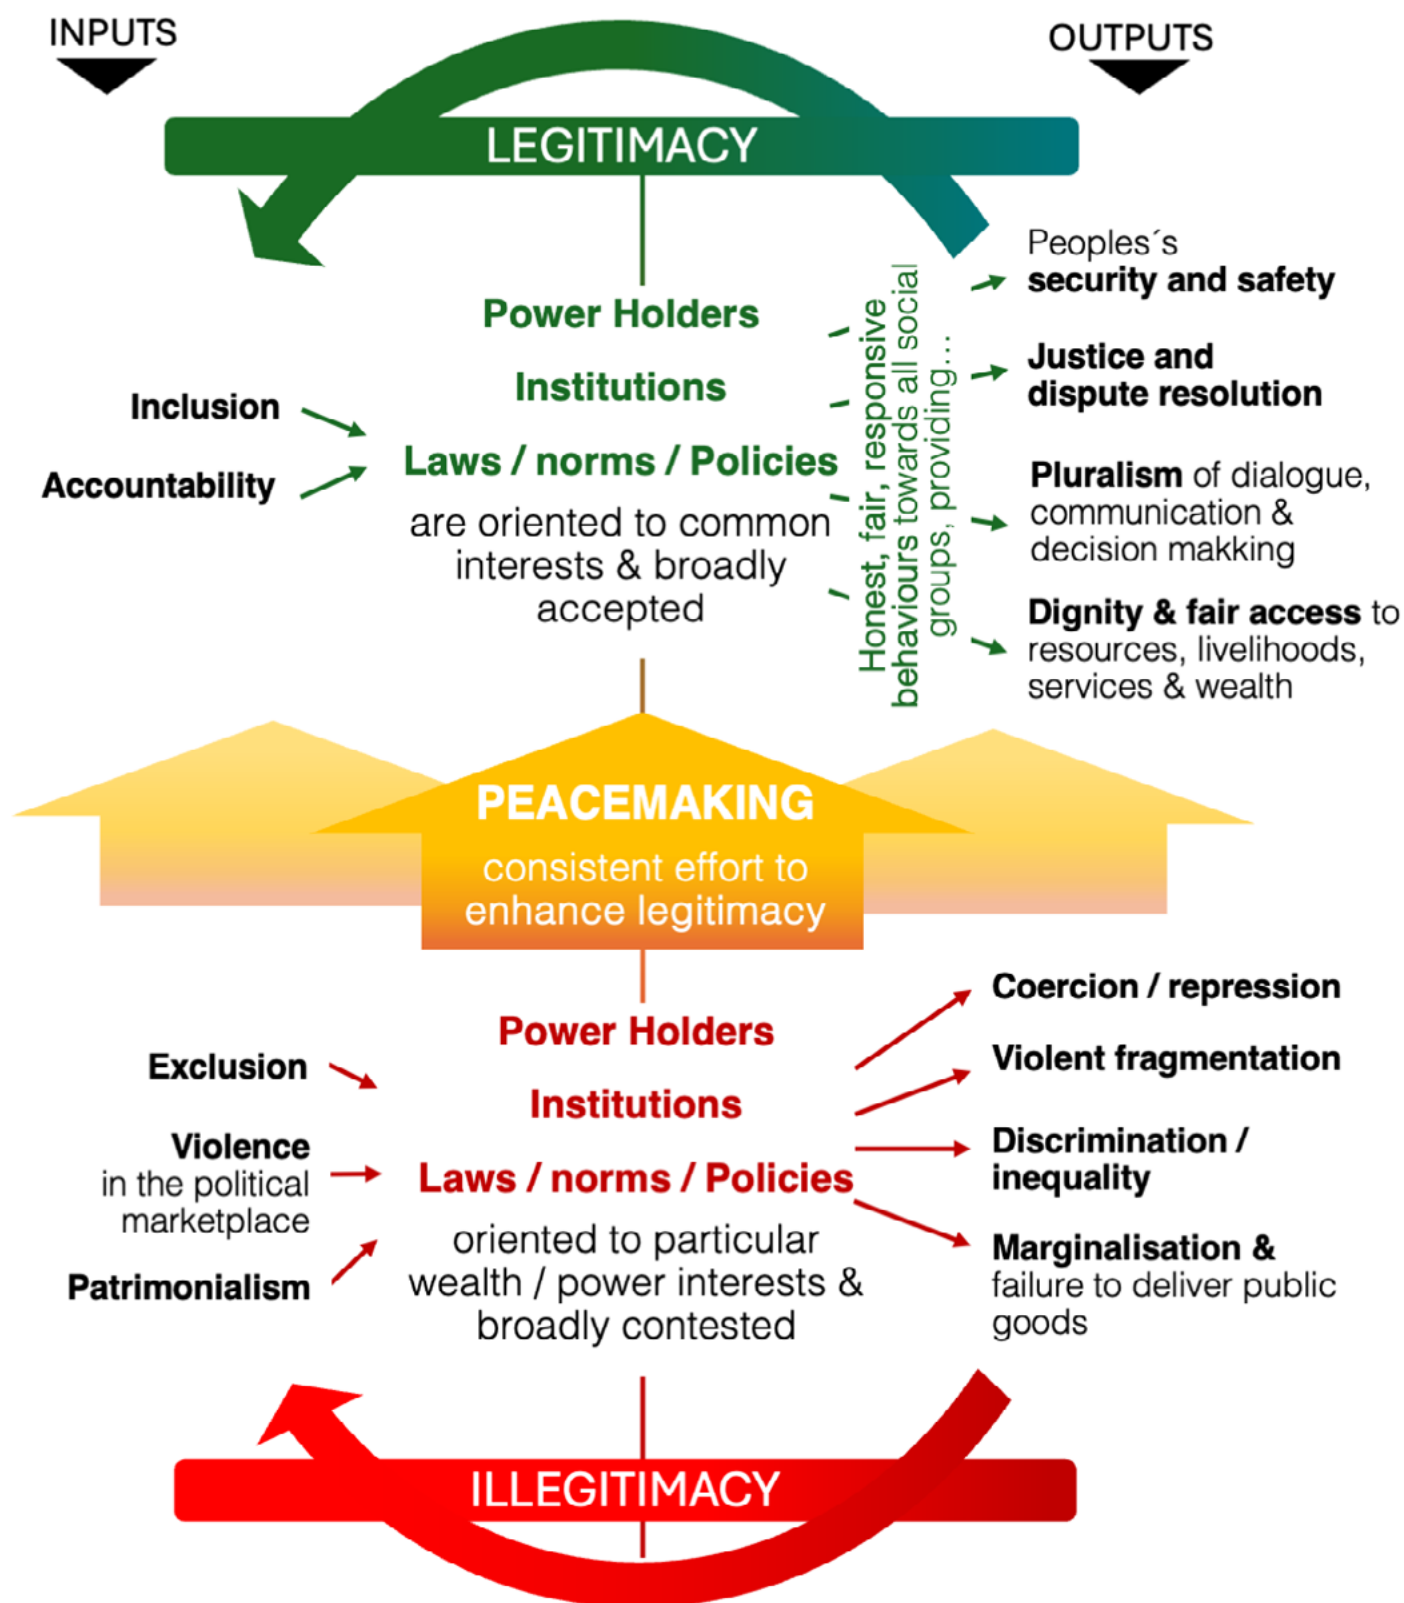 INPUTS
OUTPUTS
LEGITIMACY
Power Holders
Institutions
Laws / norms / Policies
are oriented to common
interests & broadly
accepted
Inclusion
Accountability
Honest, fair, responsive
behaviours towards all social
groups, providing...
Peoples´s
security and safety
Justice and
dispute resolution
Pluralism of dialogue,
communication &
decision makking
Dignity & fair access to
resources, livelihoods,
services & wealth
PEACEMAKING
consistent effort to
enhance legitimacy
Power Holders
Institutions
Laws / norms / Policies
oriented to particular
wealth / power interests &
broadly contested
Exclusion
Violence
in the political
marketplace
Patrimonialism
Coercion / repression
Violent fragmentation
Discrimination /
inequality
Marginalisation &
failure to deliver public
goods
ILLEGITIMACY